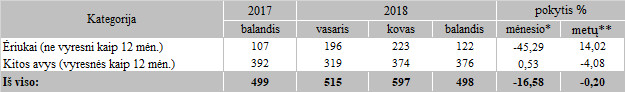 Kategorija 2017 2018 pokytis %
balandis vasaris kovas balandis mėnesio* metų**
Ėriukai (ne vyresni kaip 12 mėn.) 107 196 223 122 -45,29 14,02
Kitos avys (vyresnės kaip 12 mėn.) 392 319 374 376 0,53 -4,08
Iš viso: 499 515 597 498 -16,58 -0,20